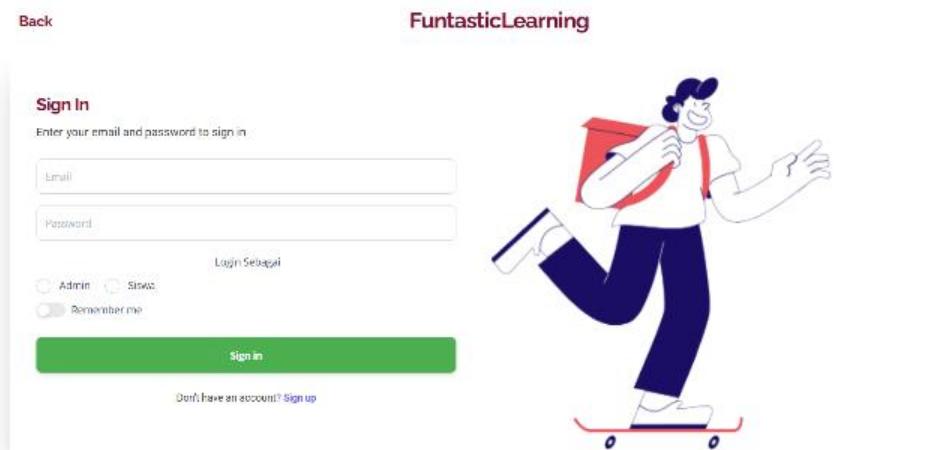 Back
FuntasticLearning
Sign In
Enter your email and password to sign in
Email
Password
Login Sebagai
Admin Siswa
Remember me
Sign in
Don't have an account? Sign up